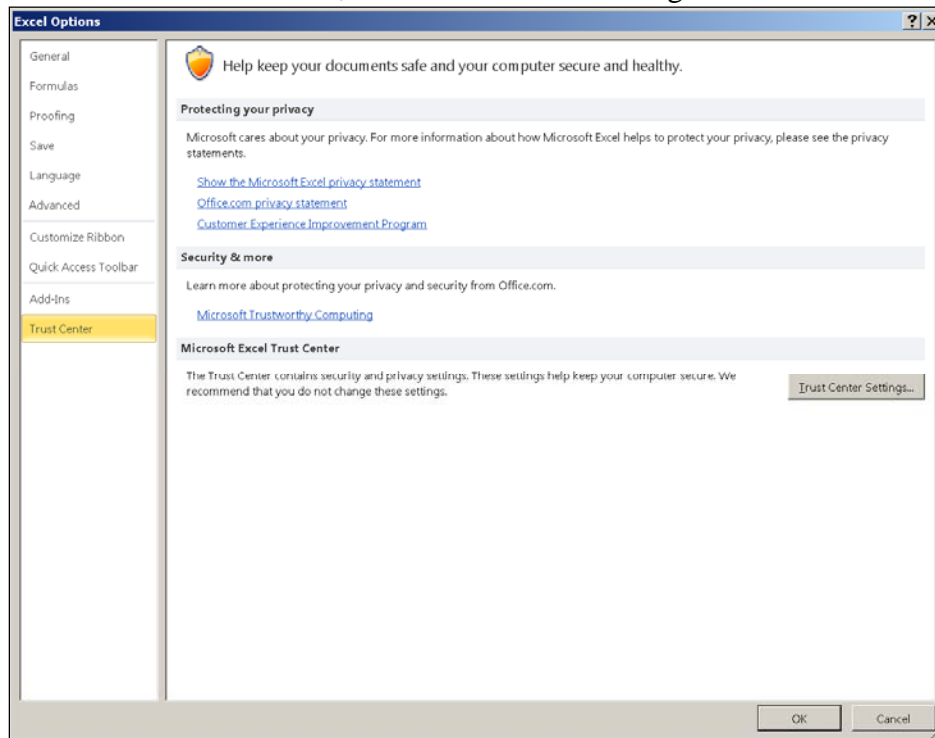 Excel Options
General
Formulas
Proofing
Save
Language
Advanced
Customize Ribbon
Quick Access Toolbar
Add-Ins
Trust Center
Help keep your documents safe and your computer secure and healthy.
Protecting your privacy
Microsoft cares about your privacy. For more information about how Microsoft Excel helps to protect your privacy, please see the privacy
statements.
Show the Microsoft Excel privacy statement
Office.com privacy statement
Customer Experience Improvement Program
Security & more
Learn more about protecting your privacy and security from Office.com.
Microsoft Trustworthy Computing
Microsoft Excel Trust Center
The Trust Center contains security and privacy settings. These settings help keep your computer secure. We
recommend that you do not change these settings.
Trust Center Settings...
OK
Cancel